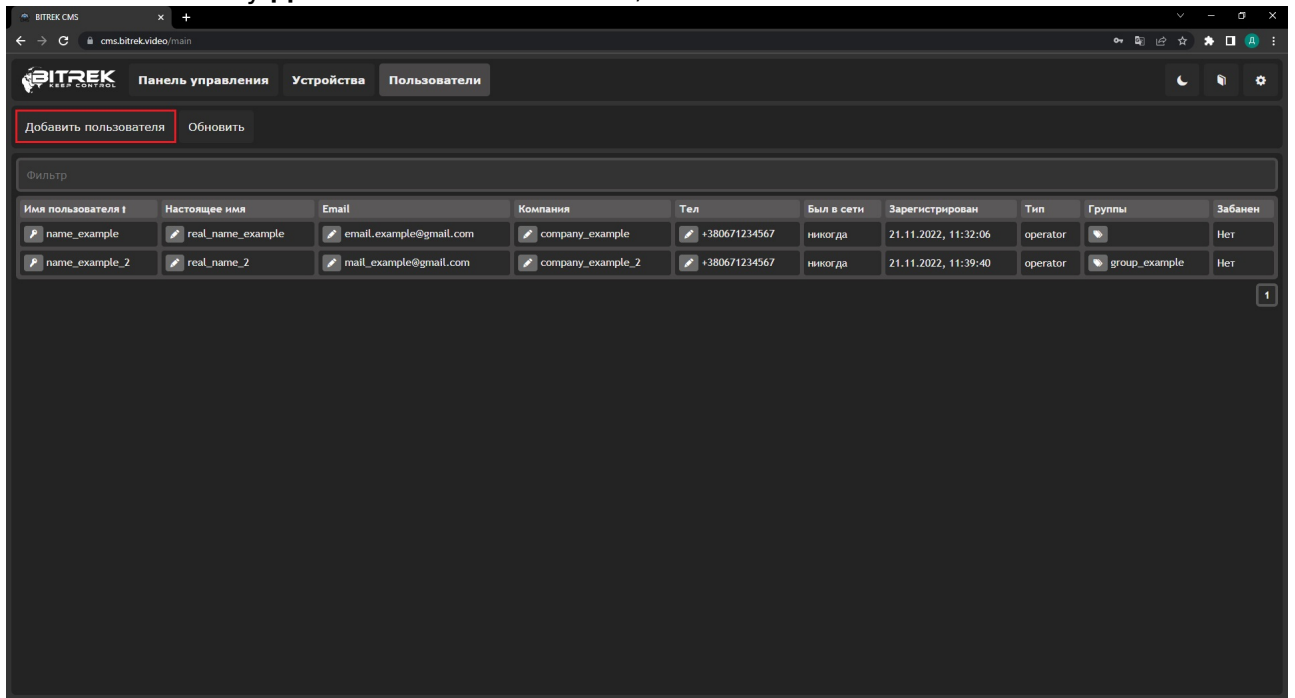 BITREK CMS
cms.bitrek.video/main
Д
BITREK Панель управления Устройства Пользователи
KEEP CONTROL
Добавить пользователя Обновить
Фильтр
Имя пользователя Настоящее имя Email Компания Тел Был в сети Зарегистрирован Тип Группы Забанен
name_example real_name_example email.example@gmail.com company_example +380671234567 никогда 21.11.2022, 11:32:06 operator Нет
name_example_2 real_name_2 mail_example@gmail.com company_example_2 +380671234567 никогда 21.11.2022, 11:39:40 operator group_example Нет
1